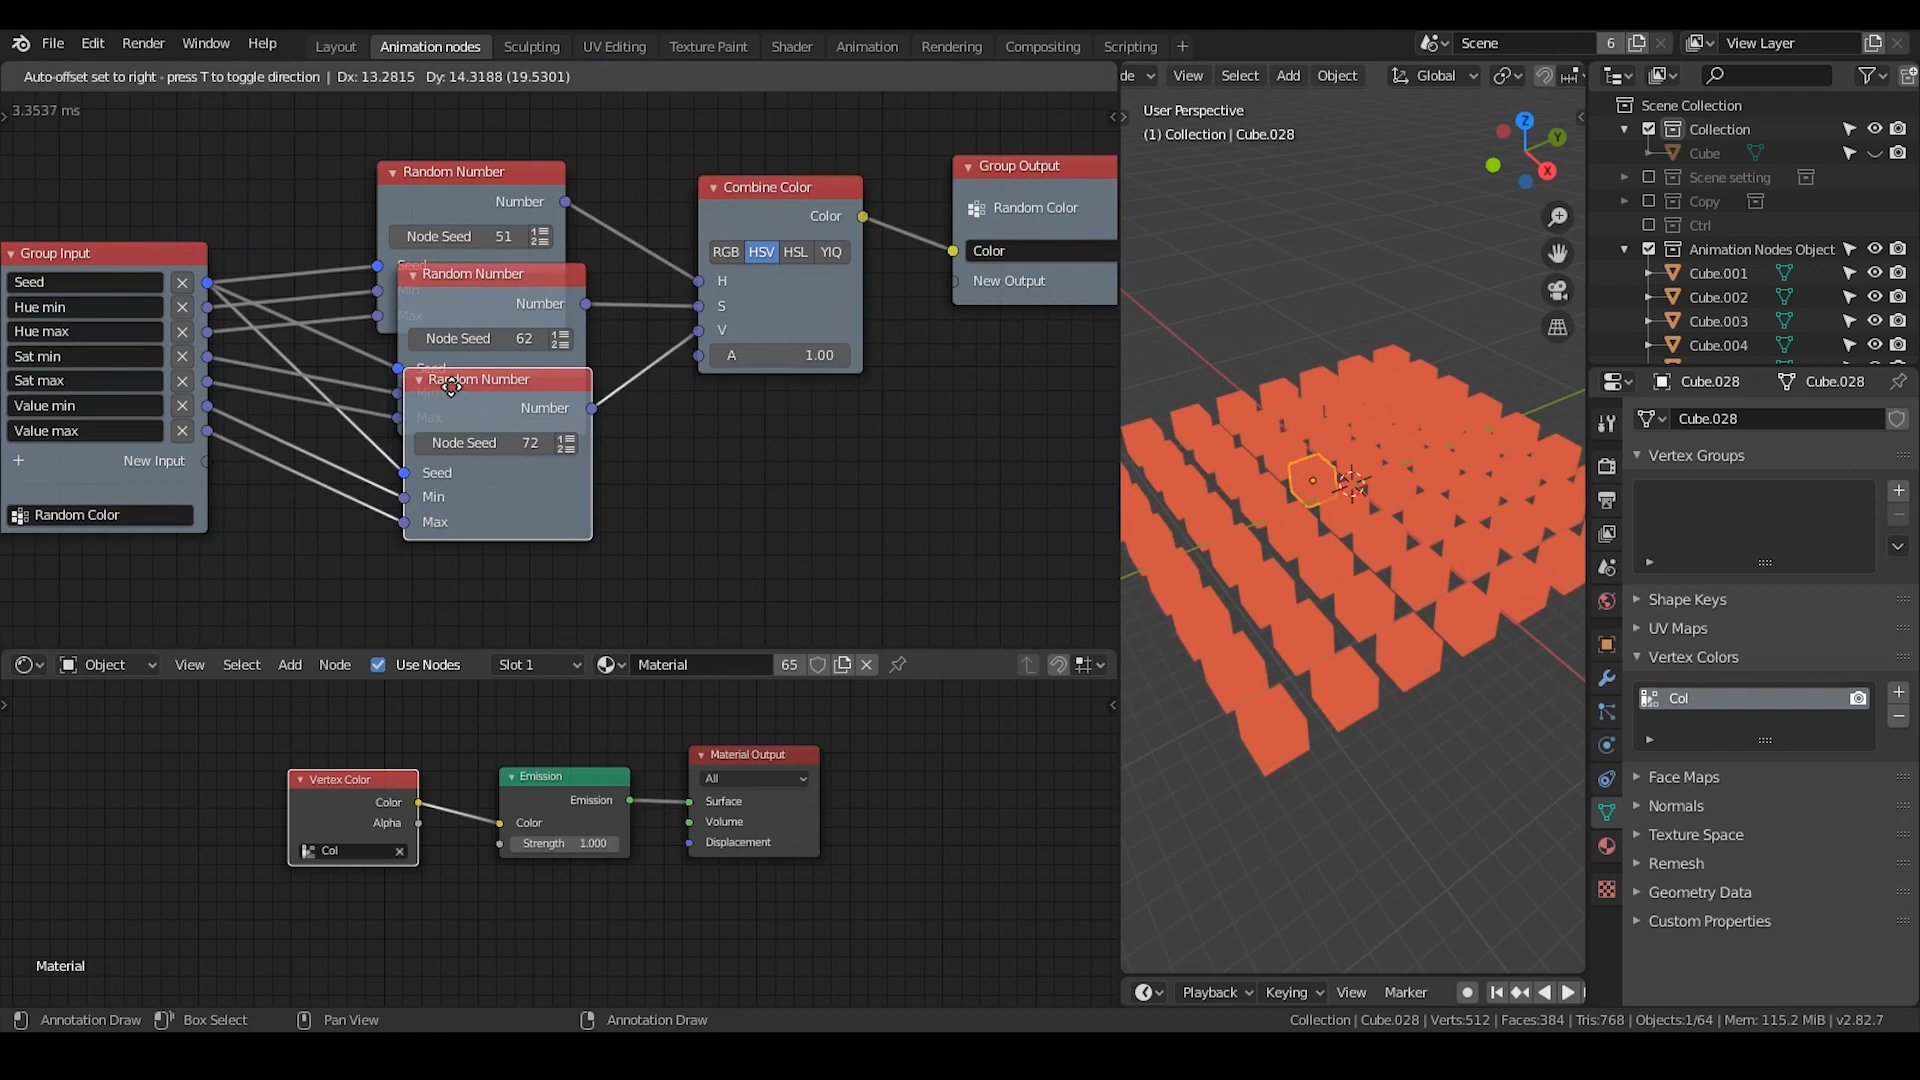 File Edit Render Window Help Layout Animation nodes Sculpting UV Editing Texture Paint Shader Animation Rendering Compositing Scripting + Scene 6 View Layer
Auto-offset set to right - press T to toggle direction | Dx: 13.2815 Dy: 14.3188 (19.5301)
de View Select Add Object Global
3.3537 ms
Group Input
Seed
Hue min
Hue max
Sat min
Sat max
Value min
Value max
New Input
Random Color
Random Number
Number
Node Seed 51
Seed
Min
Max
Random Number
Number
Node Seed 62
Seed
Min
Max
Random Number
Number
Node Seed 72
Seed
Min
Max
Combine Color
Color
RGB HSV HSL YIQ
H
S
V
A 1.00
Group Output
Random Color
Color
New Output
User Perspective
(1) Collection | Cube.028
Z
Y
X
Scene Collection
Collection
Cube
Scene setting
Copy
Ctrl
Animation Nodes Object
Cube.001
Cube.002
Cube.003
Cube.004
Cube.028 Cube.028
Cube.028
Vertex Groups
Shape Keys
UV Maps
Vertex Colors
Col
Face Maps
Normals
Texture Space
Remesh
Geometry Data
Custom Properties
Object View Select Add Node Use Nodes Slot 1 Material 65
Vertex Color
Color
Alpha
Col
Emission
Emission
Color
Strength 1.000
Material Output
All
Surface
Volume
Displacement
Material
Playback Keying View Marker
Annotation Draw Box Select Pan View Annotation Draw
Collection | Cube.028 | Verts:512 | Faces:384 | Tris:768 | Objects:1/64 | Mem: 115.2 MiB | v2.82.7